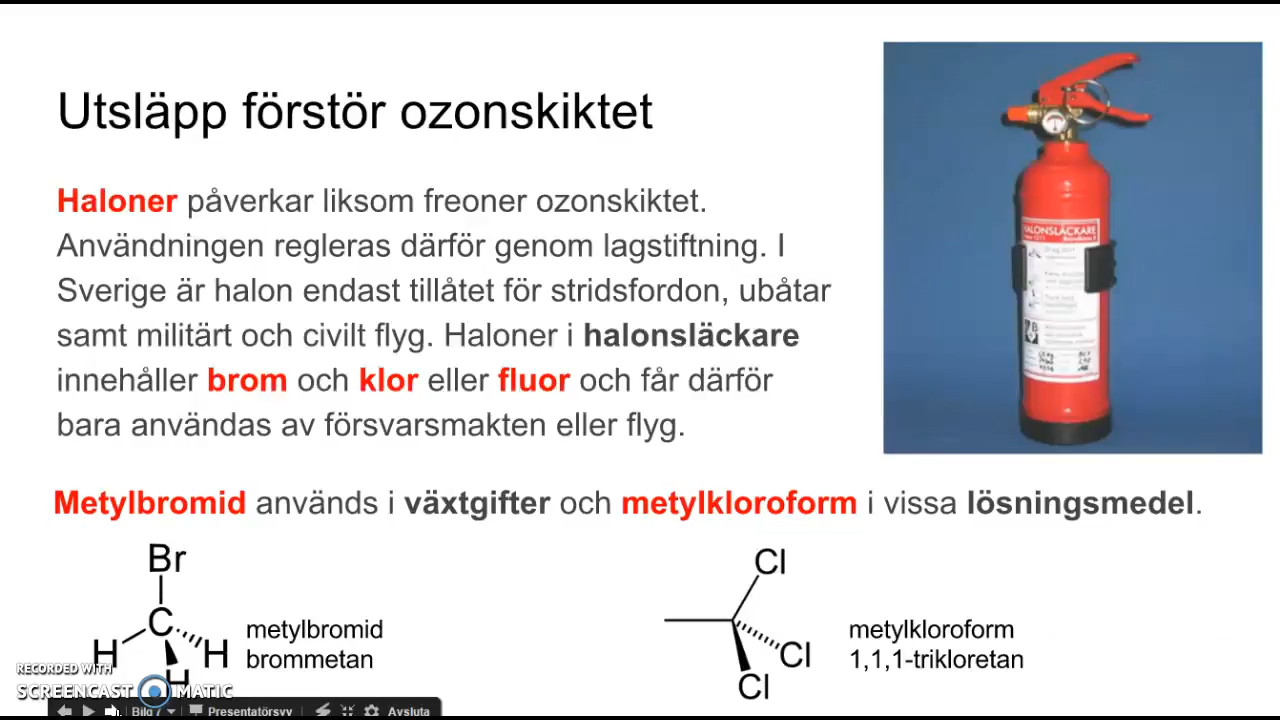 Utsläpp förstör ozonskiktet
Haloner påverkar liksom freoner ozonskiktet.
Användningen regleras därför genom lagstiftning. I
Sverige är halon endast tillåtet för stridsfordon, ubåtar
samt militärt och civilt flyg. Haloner i halonsläckare
innehåller brom och klor eller fluor och får därför
bara användas av försvarsmakten eller flyg.
HALONSLÄCKARE
Metylbromid används i växtgifter och metylkloroform i vissa lösningsmedel.
Br
C
H
H
H
metylbromid
brommetan
Cl
Cl
Cl
metylkloroform
1,1,1-trikloretan
RECORDED WITH
SCREENCAST MATIC
Bild 7 Presentatörsvy Avsluta